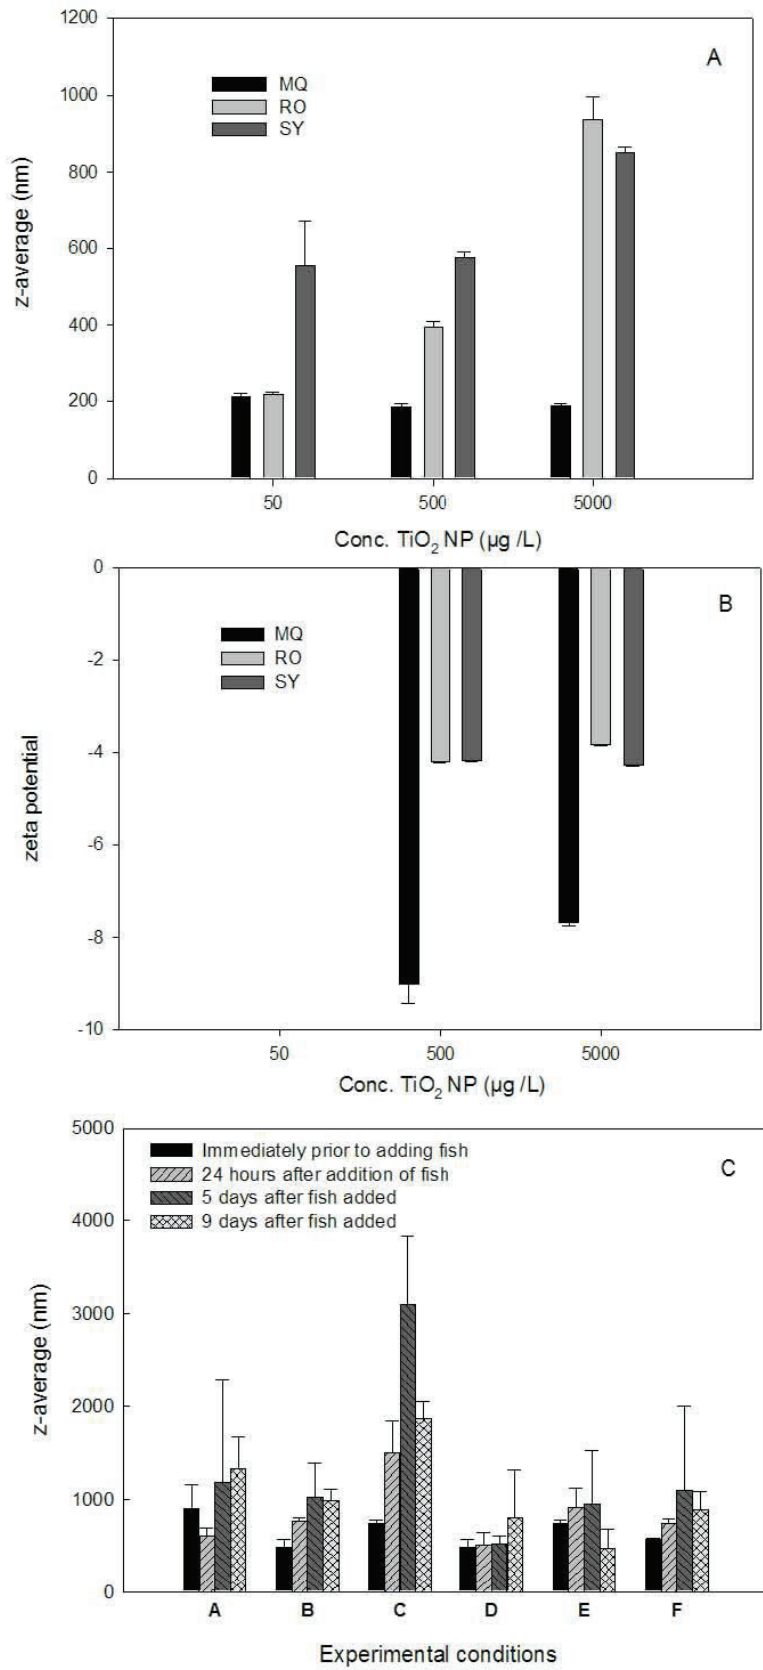 1200
A
MQ
1000
RO
SY
800
z-average (nm)
600
400
200
0
50 500 5000
Conc. TiO₂ NP (µg /L)
0
B
MQ
-2
RO
SY
-4
zeta potential
-6
-8
-10
50 500 5000
Conc. TiO₂ NP (µg /L)
5000
Immediately prior to adding fish
C
24 hours after addition of fish
5 days after fish added
4000
9 days after fish added
3000
z-average (nm)
2000
1000
0
A B C D E F
Experimental conditions